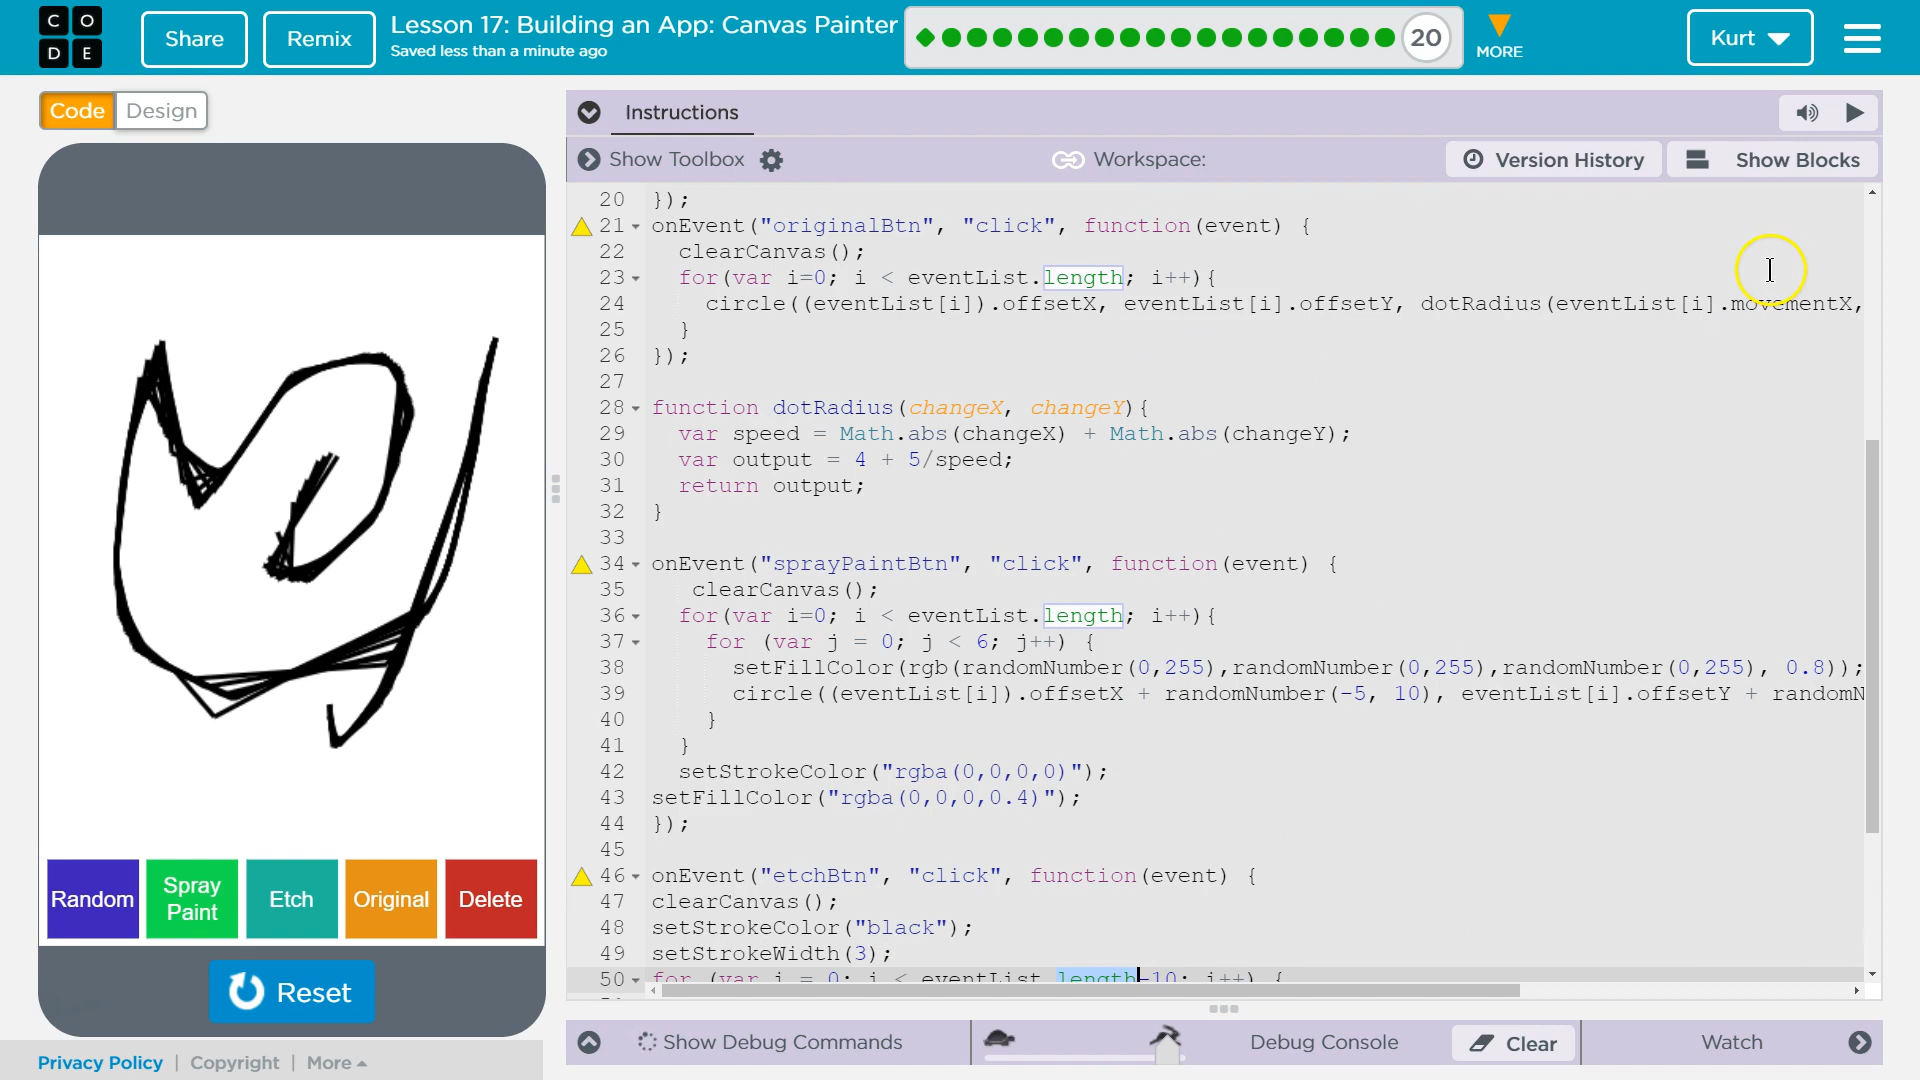 C O
D E
Share
Remix
Lesson 17: Building an App: Canvas Painter
Saved less than a minute ago
20
MORE
Kurt
Code
Design
Instructions
Show Toolbox
Workspace:
Version History
Show Blocks
20 });
21 onEvent("originalBtn", "click", function(event) {
22 clearCanvas();
23 for(var i=0; i < eventList.length; i++){
24 circle((eventList[i]).offsetX, eventList[i].offsetY, dotRadius(eventList[i].movementX,
25 }
26 });
27
28 function dotRadius(changeX, changeY){
29 var speed = Math.abs(changeX) + Math.abs(changeY);
30 var output = 4 + 5/speed;
31 return output;
32 }
33
34 onEvent("sprayPaintBtn", "click", function(event) {
35 clearCanvas();
36 for(var i=0; i < eventList.length; i++){
37 for (var j = 0; j < 6; j++) {
38 setFillColor(rgb(randomNumber(0,255),randomNumber(0,255),randomNumber(0,255), 0.8));
39 circle((eventList[i]).offsetX + randomNumber(-5, 10), eventList[i].offsetY + randomN
40 }
41 }
42 setStrokeColor("rgba(0,0,0,0)");
43 setFillColor("rgba(0,0,0,0.4)");
44 });
45
46 onEvent("etchBtn", "click", function(event) {
47 clearCanvas();
48 setStrokeColor("black");
49 setStrokeWidth(3);
50 for (var i = 0; i < eventList.length-10; i++) {
Random
Spray
Paint
Etch
Original
Delete
Reset
Show Debug Commands
Debug Console
Clear
Watch
Privacy Policy | Copyright | More